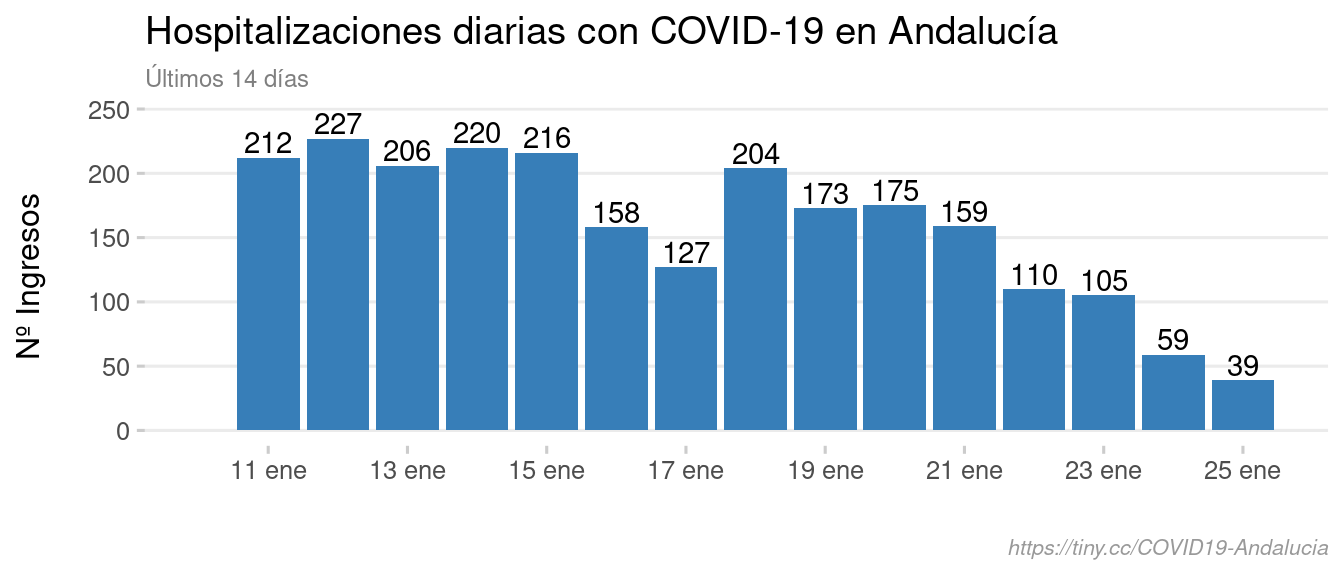 Hospitalizaciones diarias con COVID-19 en Andalucía
Últimos 14 días
Nº Ingresos
250
200
150
100
50
0
212
227
206
220
216
158
127
204
173
175
159
110
105
59
39
11 ene
13 ene
15 ene
17 ene
19 ene
21 ene
23 ene
25 ene
https://tiny.cc/COVID19-Andalucia